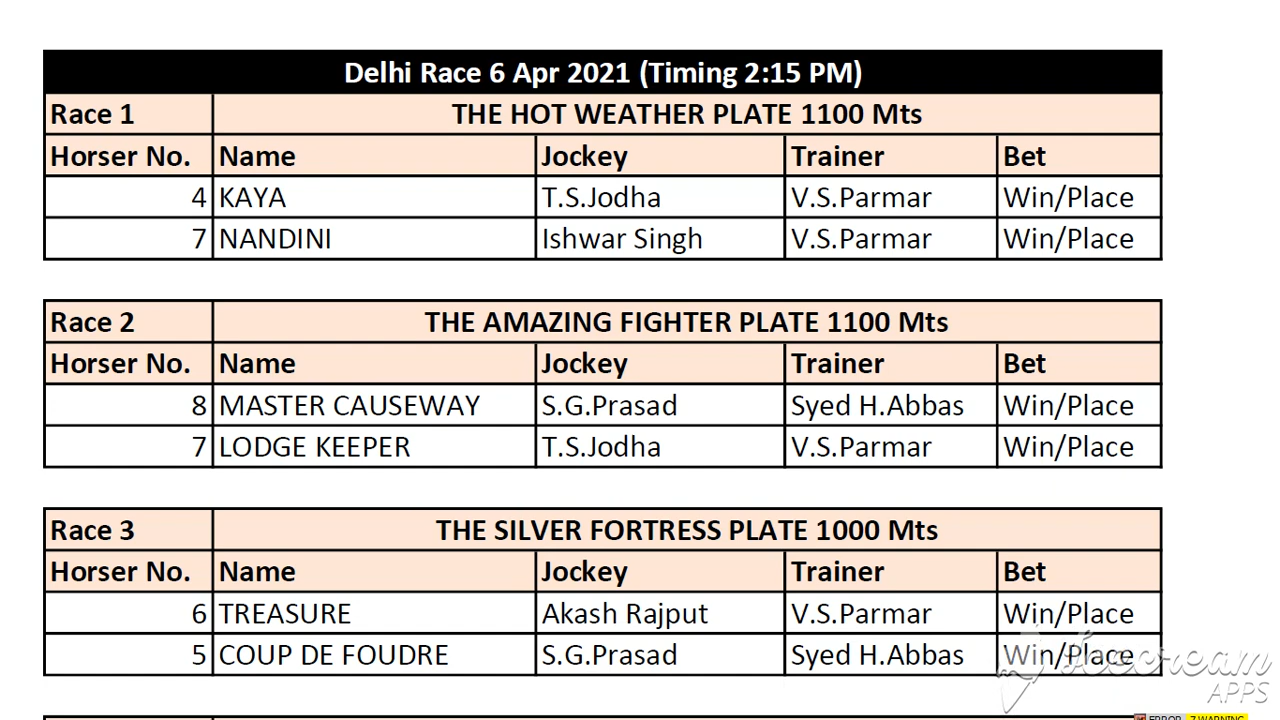 Delhi Race 6 Apr 2021 (Timing 2:15 PM)
Race 1 THE HOT WEATHER PLATE 1100 Mts
Horser No. Name Jockey Trainer Bet
4 KAYA T.S.Jodha V.S.Parmar Win/Place
7 NANDINI Ishwar Singh V.S.Parmar Win/Place
Race 2 THE AMAZING FIGHTER PLATE 1100 Mts
Horser No. Name Jockey Trainer Bet
8 MASTER CAUSEWAY S.G.Prasad Syed H.Abbas Win/Place
7 LODGE KEEPER T.S.Jodha V.S.Parmar Win/Place
Race 3 THE SILVER FORTRESS PLATE 1000 Mts
Horser No. Name Jockey Trainer Bet
6 TREASURE Akash Rajput V.S.Parmar Win/Place
5 COUP DE FOUDRE S.G.Prasad Syed H.Abbas Win/Place
Icecream
APPS
ERROR 7 WARNING